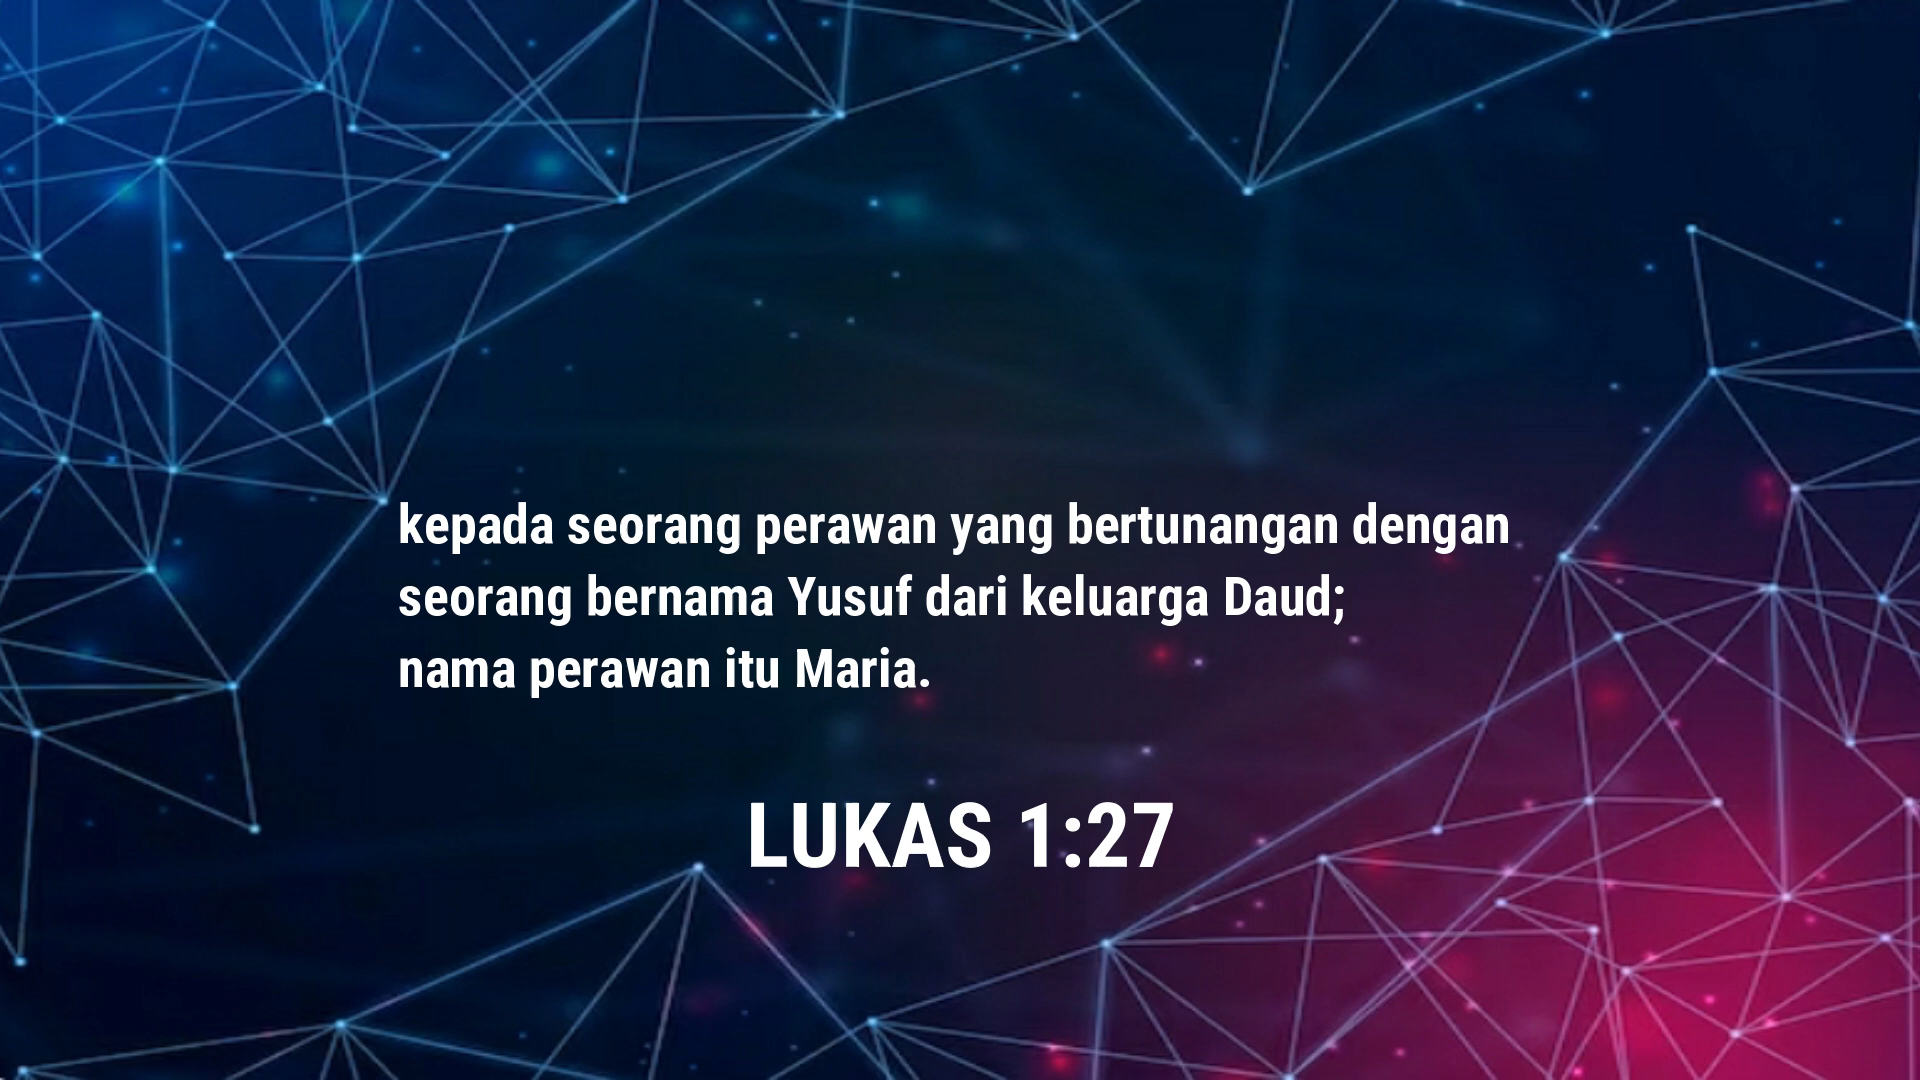 kepada seorang perawan yang bertunangan dengan
seorang bernama Yusuf dari keluarga Daud;
nama perawan itu Maria.
LUKAS 1:27